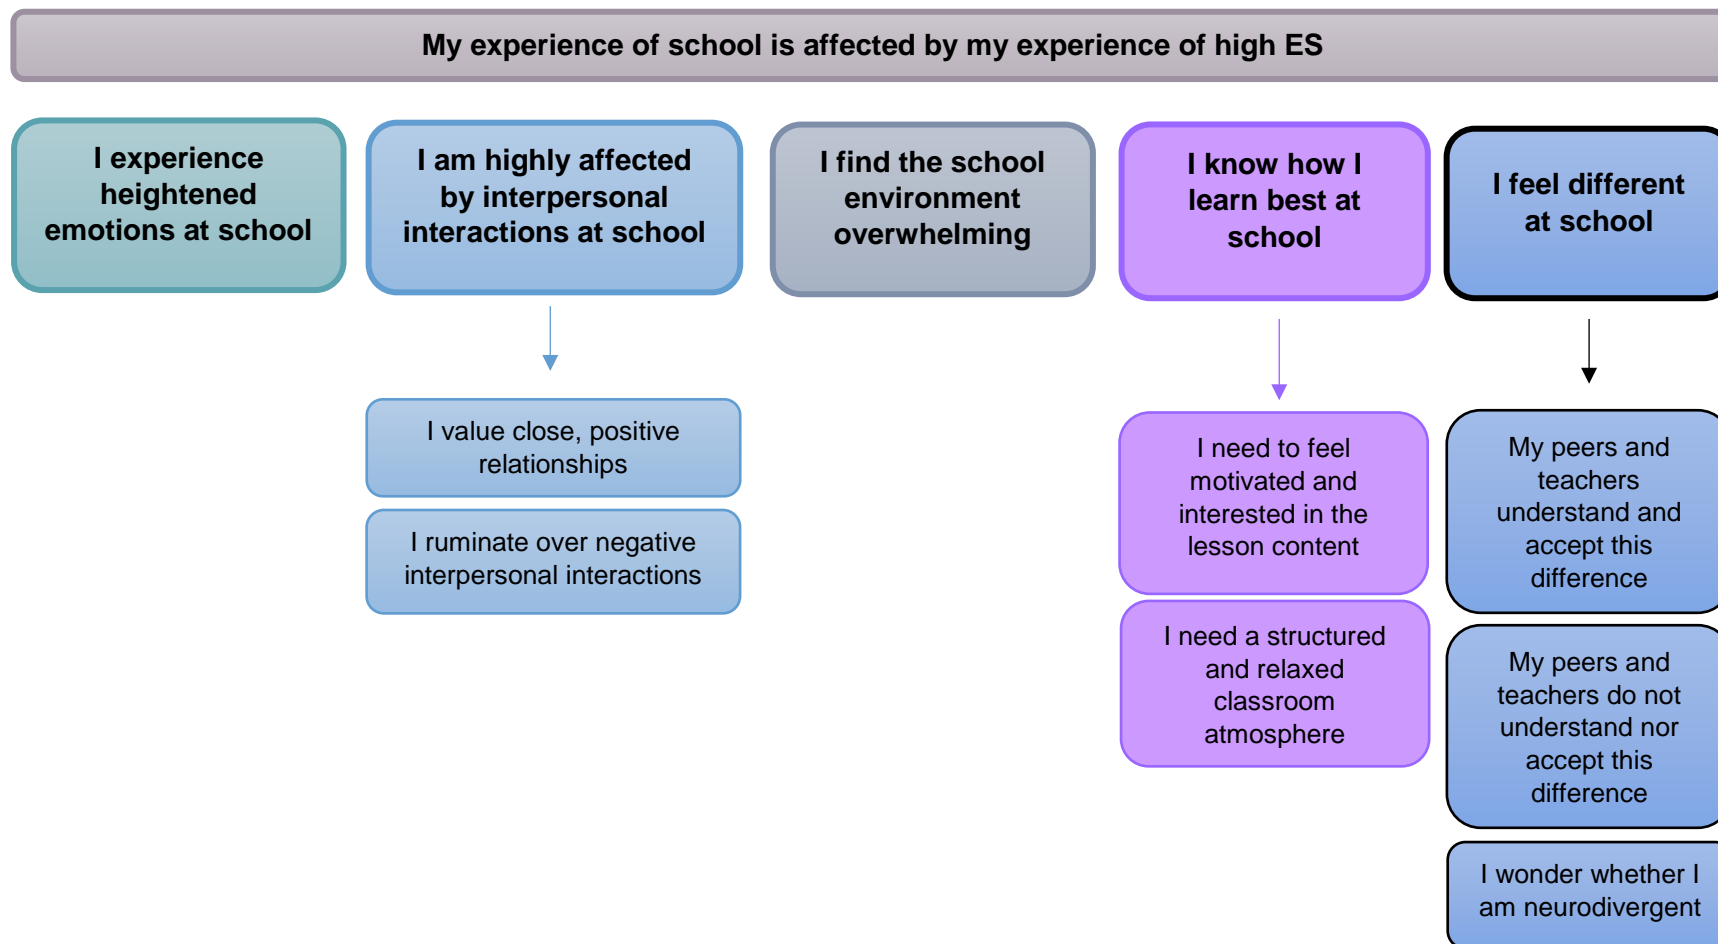 My experience of school is affected by my experience of high ES
I experience
heightened
emotions at school
I am highly affected
by interpersonal
interactions at school
I find the school
environment
overwhelming
I know how I
learn best at
school
I feel different
at school
I value close, positive
relationships
I ruminate over negative
interpersonal interactions
I need to feel
motivated and
interested in the
lesson content
I need a structured
and relaxed
classroom
atmosphere
My peers and
teachers
understand and
accept this
difference
My peers and
teachers do not
understand nor
accept this
difference
I wonder whether I
am neurodivergent